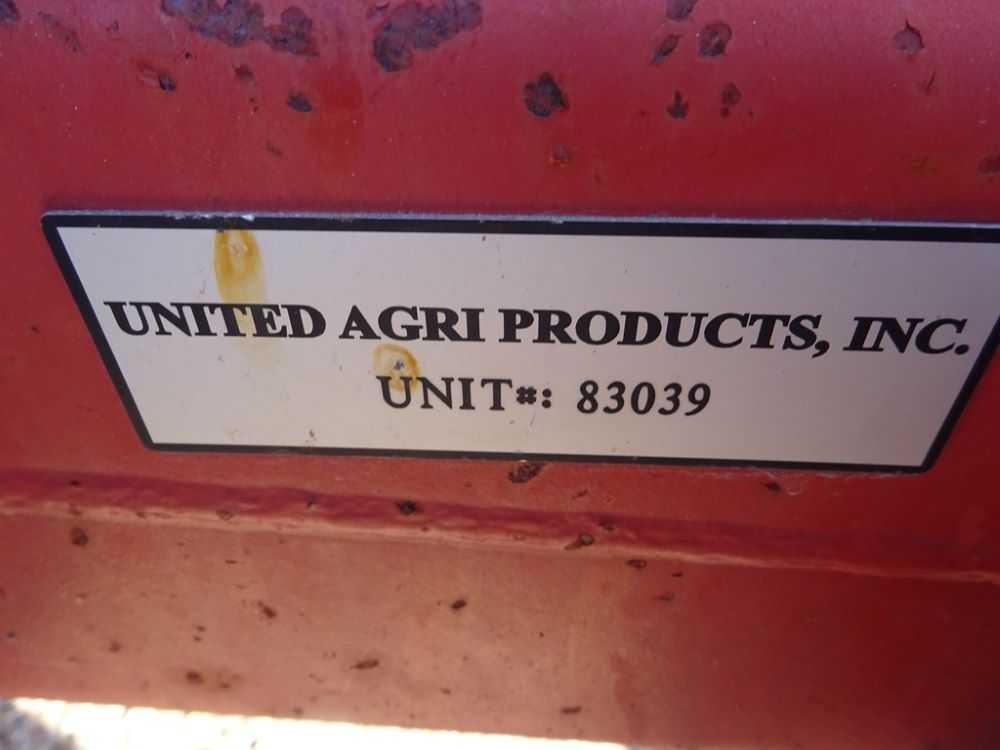 UNITED AGRI PRODUCTS, INC.
UNIT#: 83039